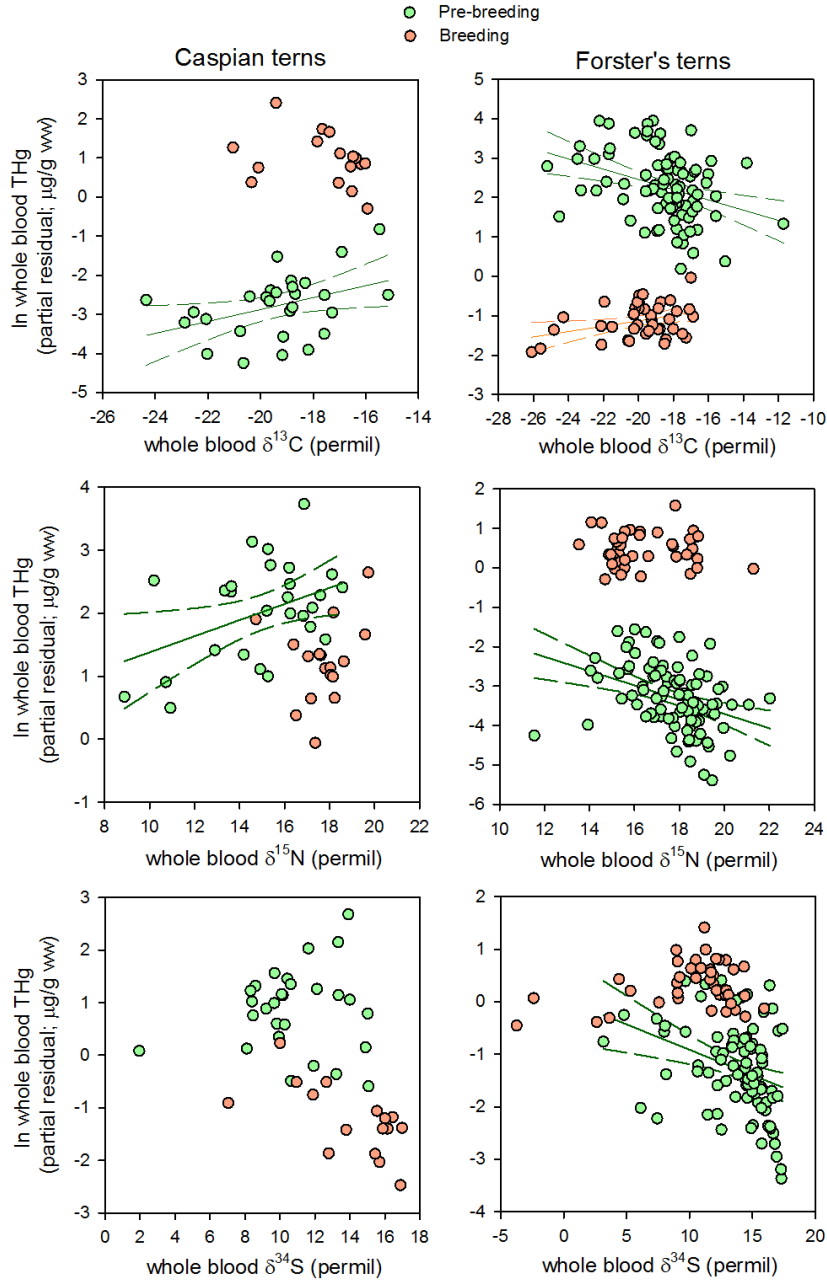 Pre-breeding
Breeding
Caspian terns
Forster's terns
ln whole blood THg
(partial residual; µg/g ww)
3
2
1
0
-1
-2
-3
-4
-5
-26 -24 -22 -20 -18 -16 -14
whole blood δ¹³C (permil)
5
4
3
2
1
0
-1
-2
-3
-28 -26 -24 -22 -20 -18 -16 -14 -12 -10
whole blood δ¹³C (permil)
ln whole blood THg
(partial residual; µg/g ww)
4
3
2
1
0
-1
8 10 12 14 16 18 20 22
whole blood δ¹⁵N (permil)
2
1
0
-1
-2
-3
-4
-5
-6
10 12 14 16 18 20 22 24
whole blood δ¹⁵N (permil)
ln whole blood THg
(partial residual; µg/g ww)
3
2
1
0
-1
-2
-3
0 2 4 6 8 10 12 14 16 18
whole blood δ³⁴S (permil)
2
1
0
-1
-2
-3
-4
-5 0 5 10 15 20
whole blood δ³⁴S (permil)